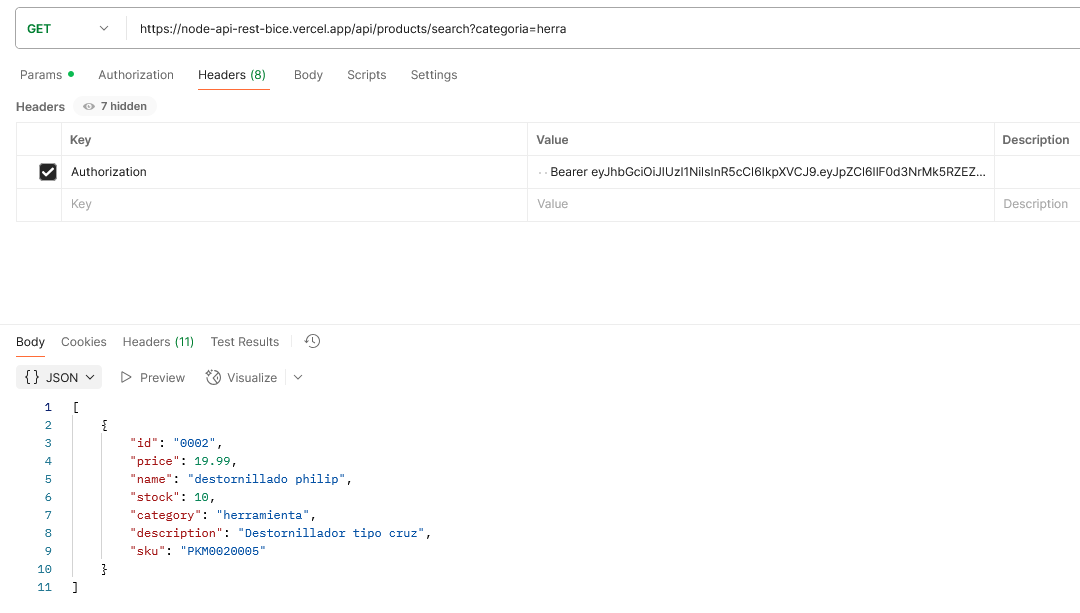 GET https://node-api-rest-bice.vercel.app/api/products/search?categoria=herra
Params Authorization Headers (8) Body Scripts Settings
Headers 7 hidden
Key Value Description
Authorization Bearer eyJhbGciOiJIUzI1NiIsInR5cCI6IkpXVCJ9.eyJpZCI6IlF0d3NrMk5RZEZ...
Key Value Description
Body Cookies Headers (11) Test Results
{} JSON Preview Visualize
1 [
2 {
3 "id": "0002",
4 "price": 19.99,
5 "name": "destornillado philip",
6 "stock": 10,
7 "category": "herramienta",
8 "description": "Destornillador tipo cruz",
9 "sku": "PKM0020005"
10 }
11 ]